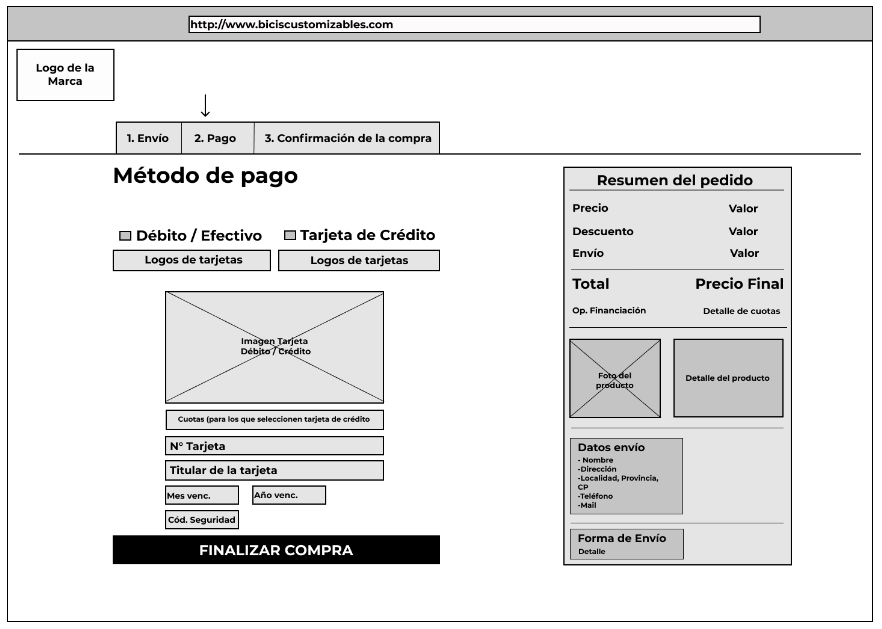 http://www.biciscustomizables.com
Logo de la
Marca
1. Envío
2. Pago
3. Confirmación de la compra
Método de pago
Débito / Efectivo
Tarjeta de Crédito
Logos de tarjetas
Logos de tarjetas
Imagen Tarjeta
Débito / Crédito
Cuotas (para los que seleccionen tarjeta de crédito
N° Tarjeta
Titular de la tarjeta
Mes venc.
Año venc.
Cód. Seguridad
FINALIZAR COMPRA
Resumen del pedido
Precio Valor
Descuento Valor
Envío Valor
Total Precio Final
Op. Financiación Detalle de cuotas
Foto del
producto
Detalle del producto
Datos envío
- Nombre
-Dirección
-Localidad, Provincia,
CP
-Teléfono
-Mail
Forma de Envío
Detalle